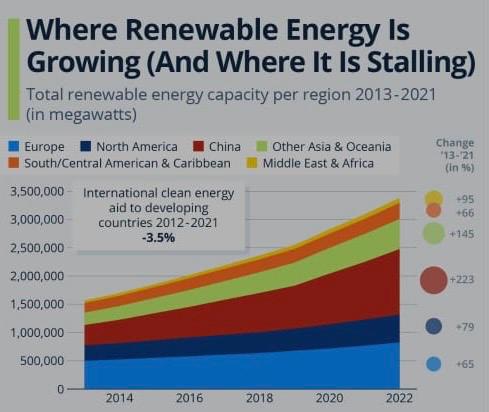 Where Renewable Energy Is
Growing (And Where It Is Stalling)
Total renewable energy capacity per region 2013-2021
(in megawatts)
Europe North America China Other Asia & Oceania
South/Central American & Caribbean Middle East & Africa
Change
'13-'21
(in %)
International clean energy
aid to developing
countries 2012-2021
-3.5%
3,500,000
3,000,000
2,500,000
2,000,000
1,500,000
1,000,000
500,000
0
+95
+66
+145
+223
+79
+65
2014 2016 2018 2020 2022